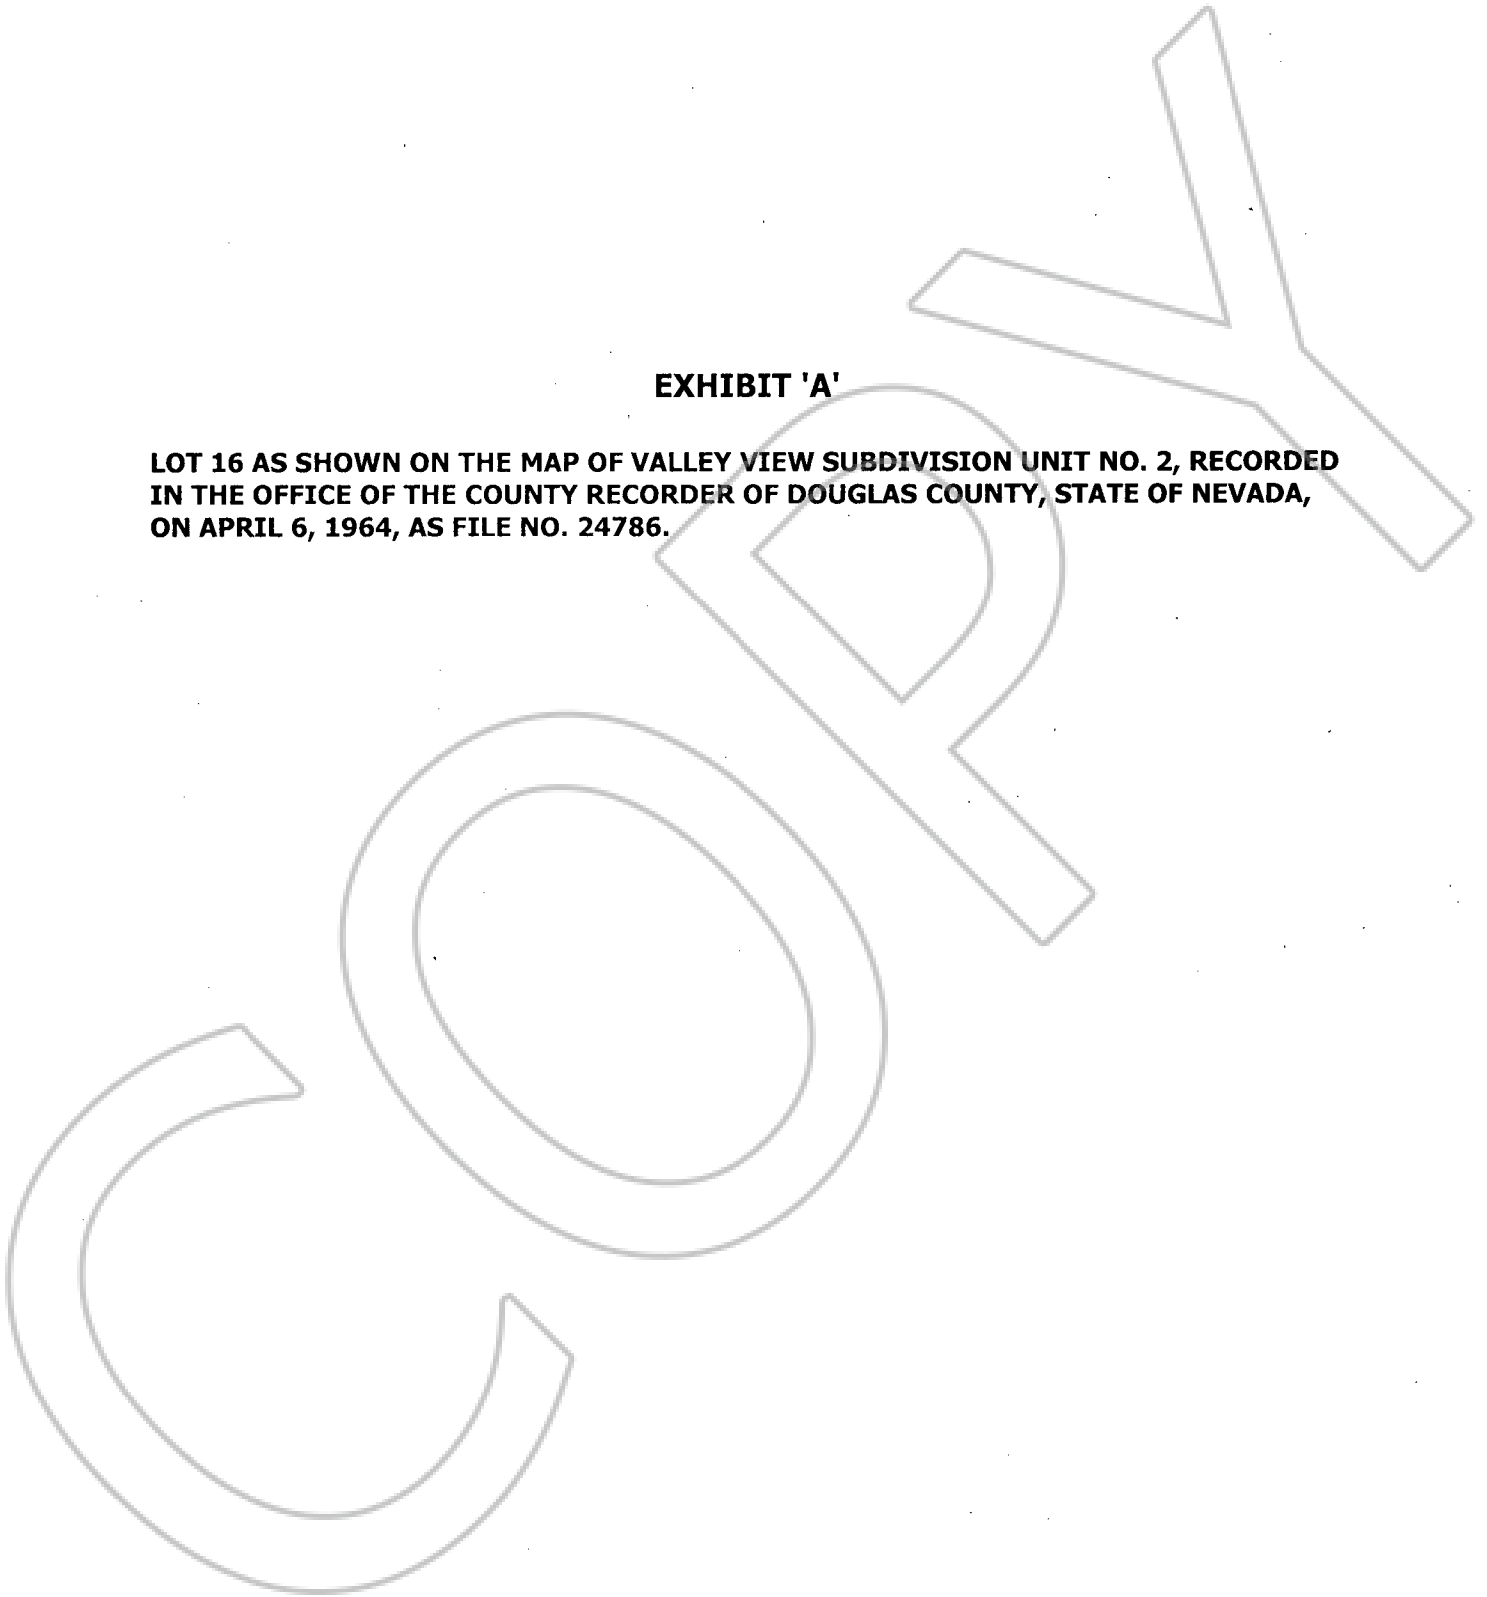 EXHIBIT 'A'
LOT 16 AS SHOWN ON THE MAP OF VALLEY VIEW SUBDIVISION UNIT NO. 2, RECORDED
IN THE OFFICE OF THE COUNTY RECORDER OF DOUGLAS COUNTY, STATE OF NEVADA,
ON APRIL 6, 1964, AS FILE NO. 24786.
COPY